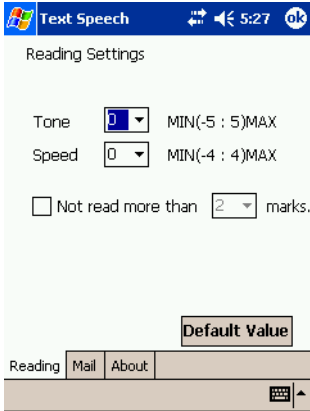 Text Speech 5:27 ok
Reading Settings
Tone 0 MIN(-5 : 5)MAX
Speed 0 MIN(-4 : 4)MAX
Not read more than 2 marks.
Default Value
Reading Mail About